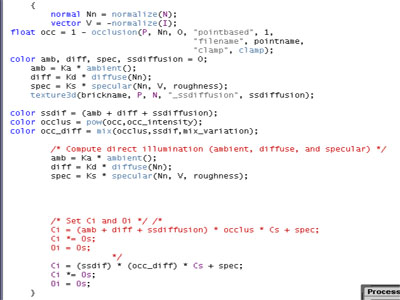 {
normal Nn = normalize(N);
vector V = -normalize(I);
float occ = 1 - occlusion(P, Nn, 0, "pointbased", 1,
"filename", pointname,
"clamp", clamp);
color amb, diff, spec, ssdiffusion = 0;
amb = Ka * ambient();
diff = Kd * diffuse(Nn);
spec = Ks * specular(Nn, V, roughness);
texture3d(brickname, P, N, "_ssdiffusion", ssdiffusion);
color ssdif = (amb + diff + ssdiffusion);
color occlus = pow(occ,occ_intensity);
color occ_diff = mix(occlus,ssdif,mix_variation);
/* Compute direct illumination (ambient, diffuse, and specular) */
amb = Ka * ambient();
diff = Kd * diffuse(Nn);
spec = Ks * specular(Nn, V, roughness);
/* Set Ci and Oi */ /*
Ci = (amb + diff + ssdiffusion) * occlus * Cs + spec;
Ci *= Os;
Oi = Os;
*/
Ci = (ssdif) * (occ_diff) * Cs + spec;
Ci *= Os;
Oi = Os;
}
Process